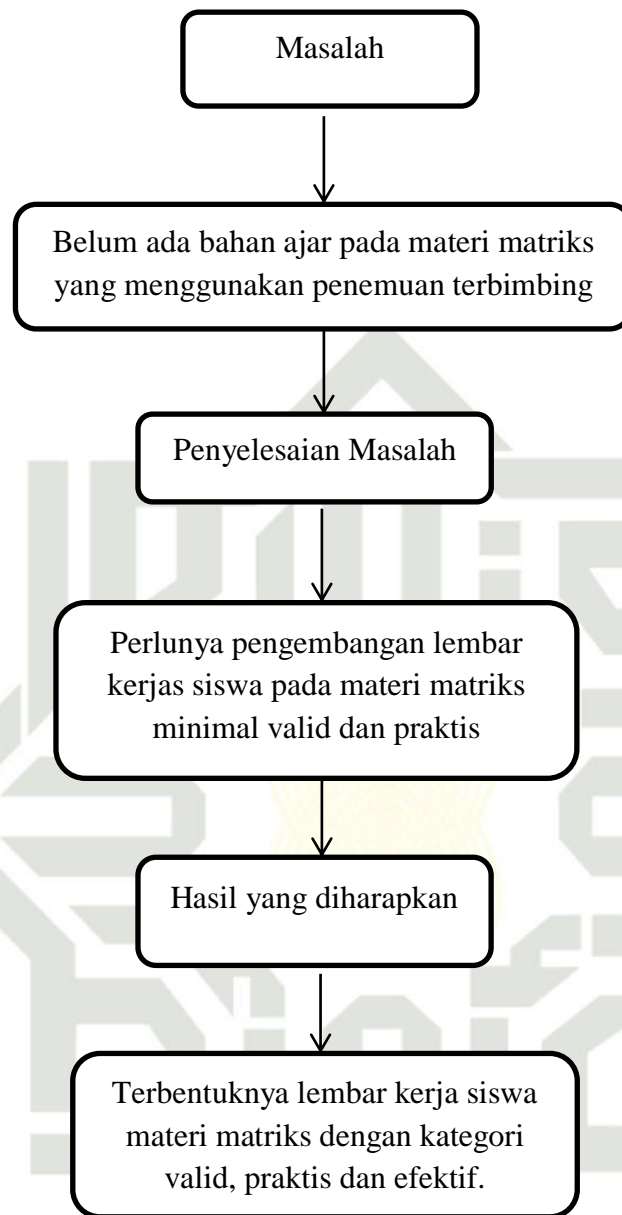 Masalah
Belum ada bahan ajar pada materi matriks
yang menggunakan penemuan terbimbing
Penyelesaian Masalah
Perlunya pengembangan lembar
kerjas siswa pada materi matriks
minimal valid dan praktis
Hasil yang diharapkan
Terbentuknya lembar kerja siswa
materi matriks dengan kategori
valid, praktis dan efektif.